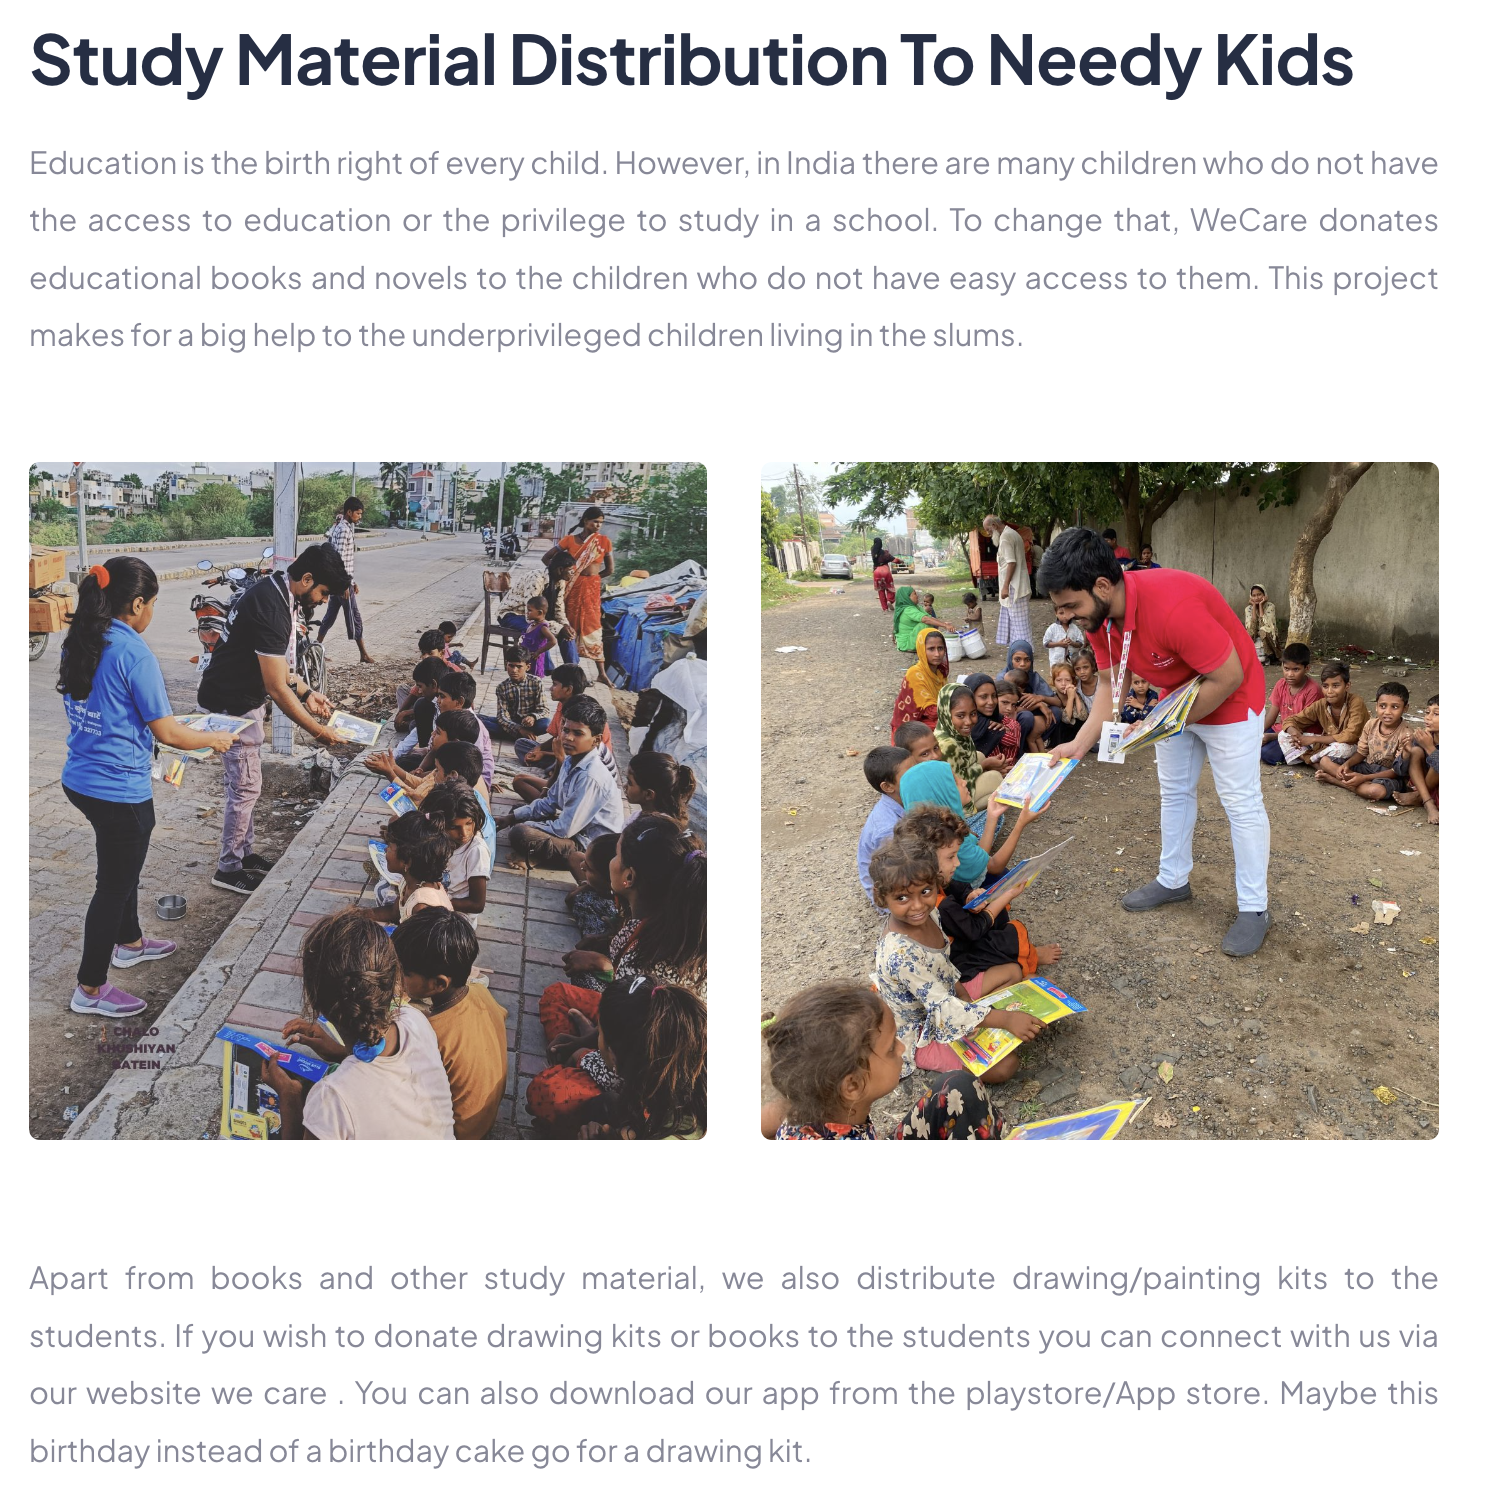 Study Material Distribution To Needy Kids
Education is the birth right of every child. However, in India there are many children who do not have
the access to education or the privilege to study in a school. To change that, WeCare donates
educational books and novels to the children who do not have easy access to them. This project
makes for a big help to the underprivileged children living in the slums.
CHALO
KHUSHIYAN
BATEIN
Apart from books and other study material, we also distribute drawing/painting kits to the
students. If you wish to donate drawing kits or books to the students you can connect with us via
our website we care . You can also download our app from the playstore/App store. Maybe this
birthday instead of a birthday cake go for a drawing kit.